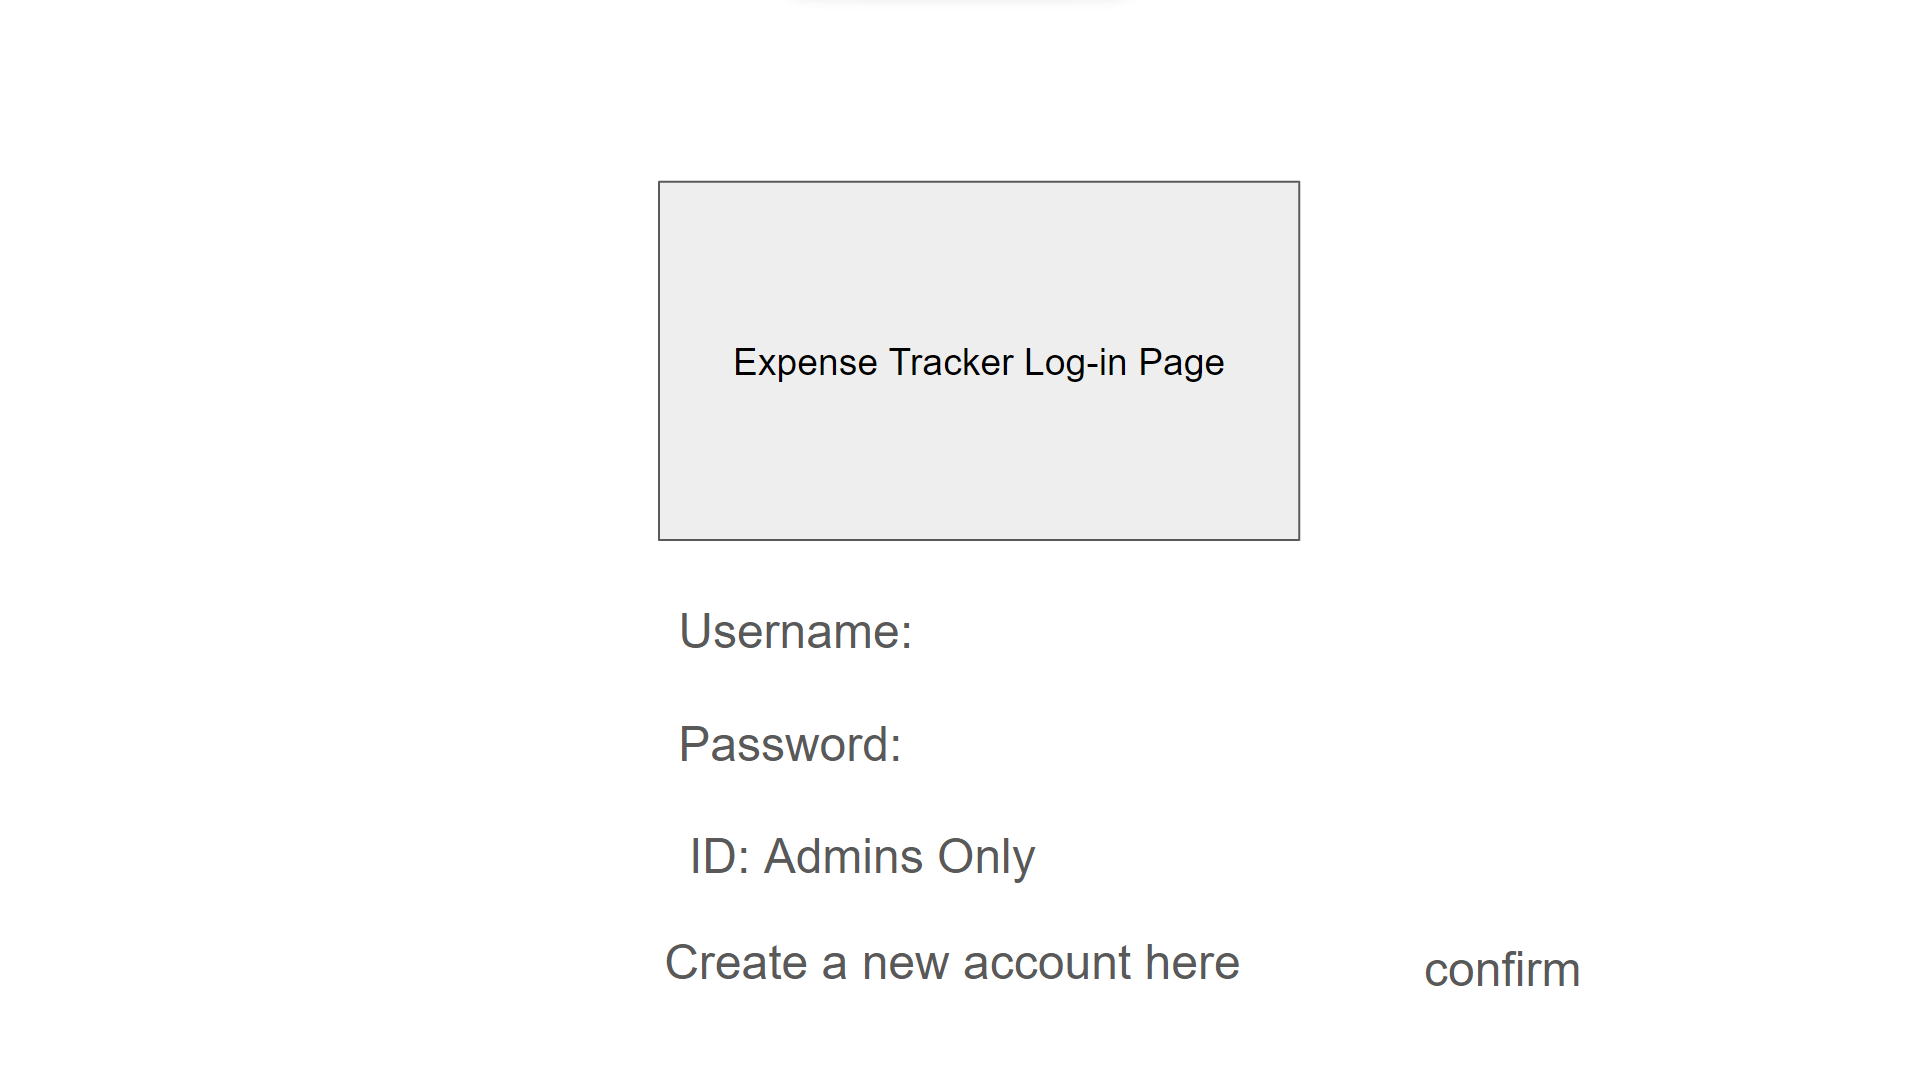 Expense Tracker Log-in Page
Username:
Password:
ID: Admins Only
Create a new account here
confirm